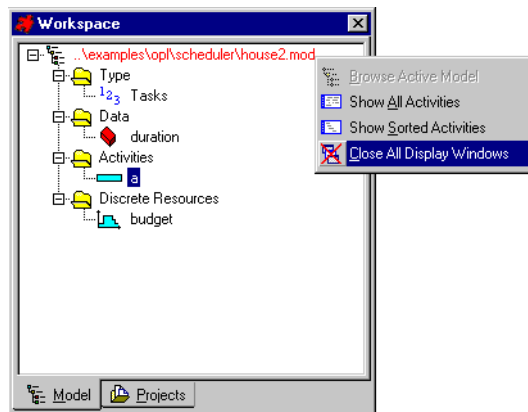 Workspace
..\examples\opl\scheduler\house2.mod
Type
123 Tasks
Data
duration
Activities
a
Discrete Resources
budget
Browse Active Model
Show All Activities
Show Sorted Activities
Close All Display Windows
Model Projects